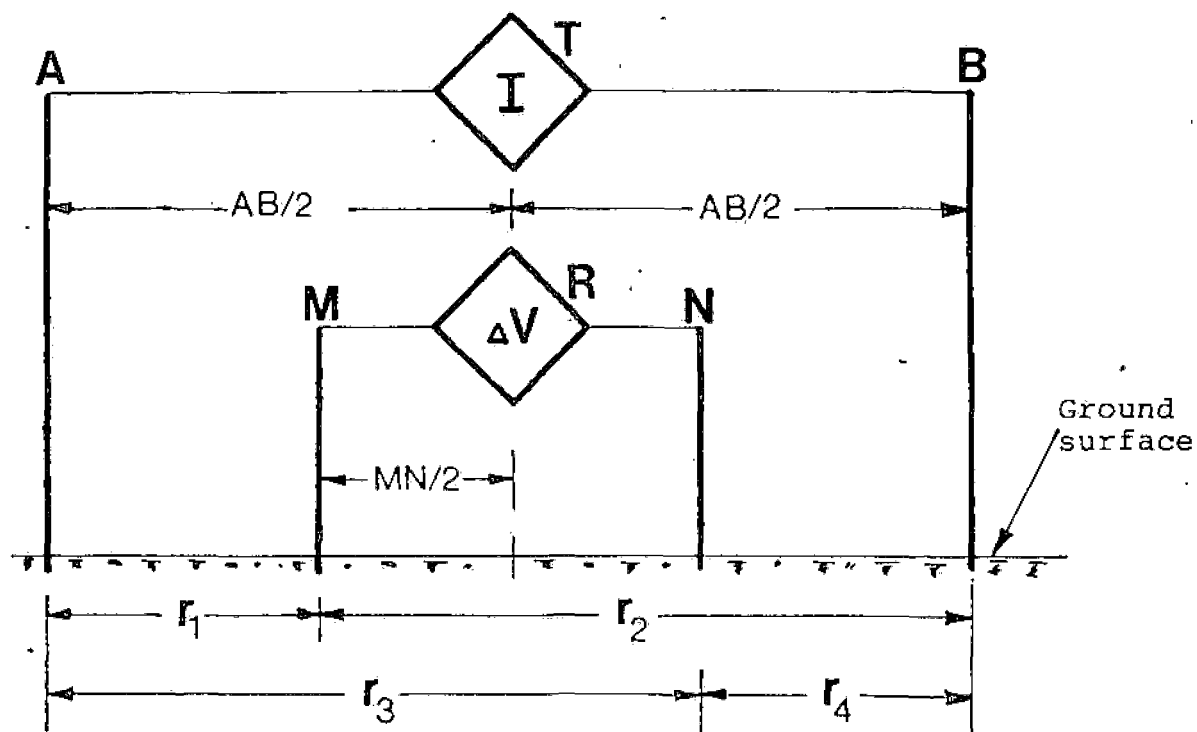 A
T
B
I
AB/2
AB/2
M
R
N
ΔV
Ground
surface
MN/2
r₁
r₂
r₃
r₄